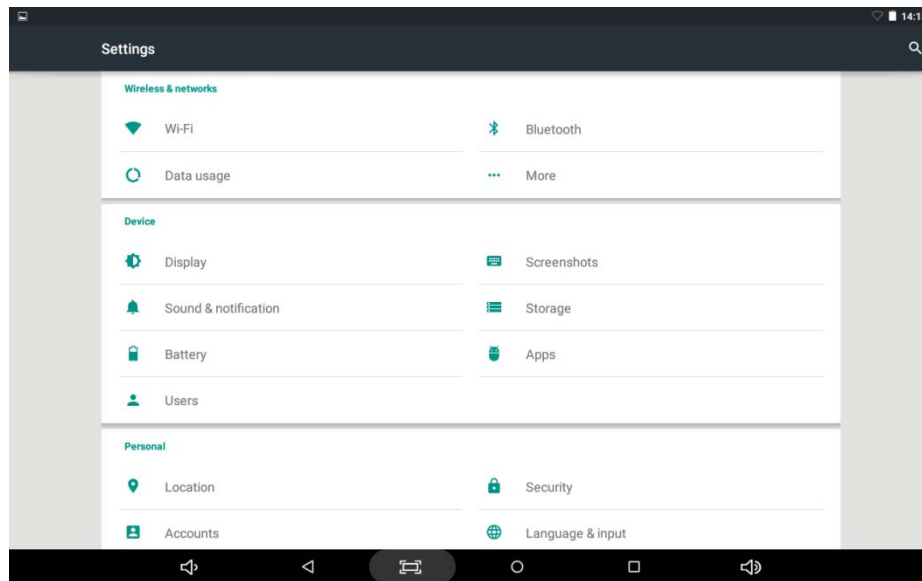 14:1
Settings
Wireless & networks
Wi-Fi
Bluetooth
Data usage
More
Device
Display
Screenshots
Sound & notification
Storage
Battery
Apps
Users
Personal
Location
Security
Accounts
Language & input